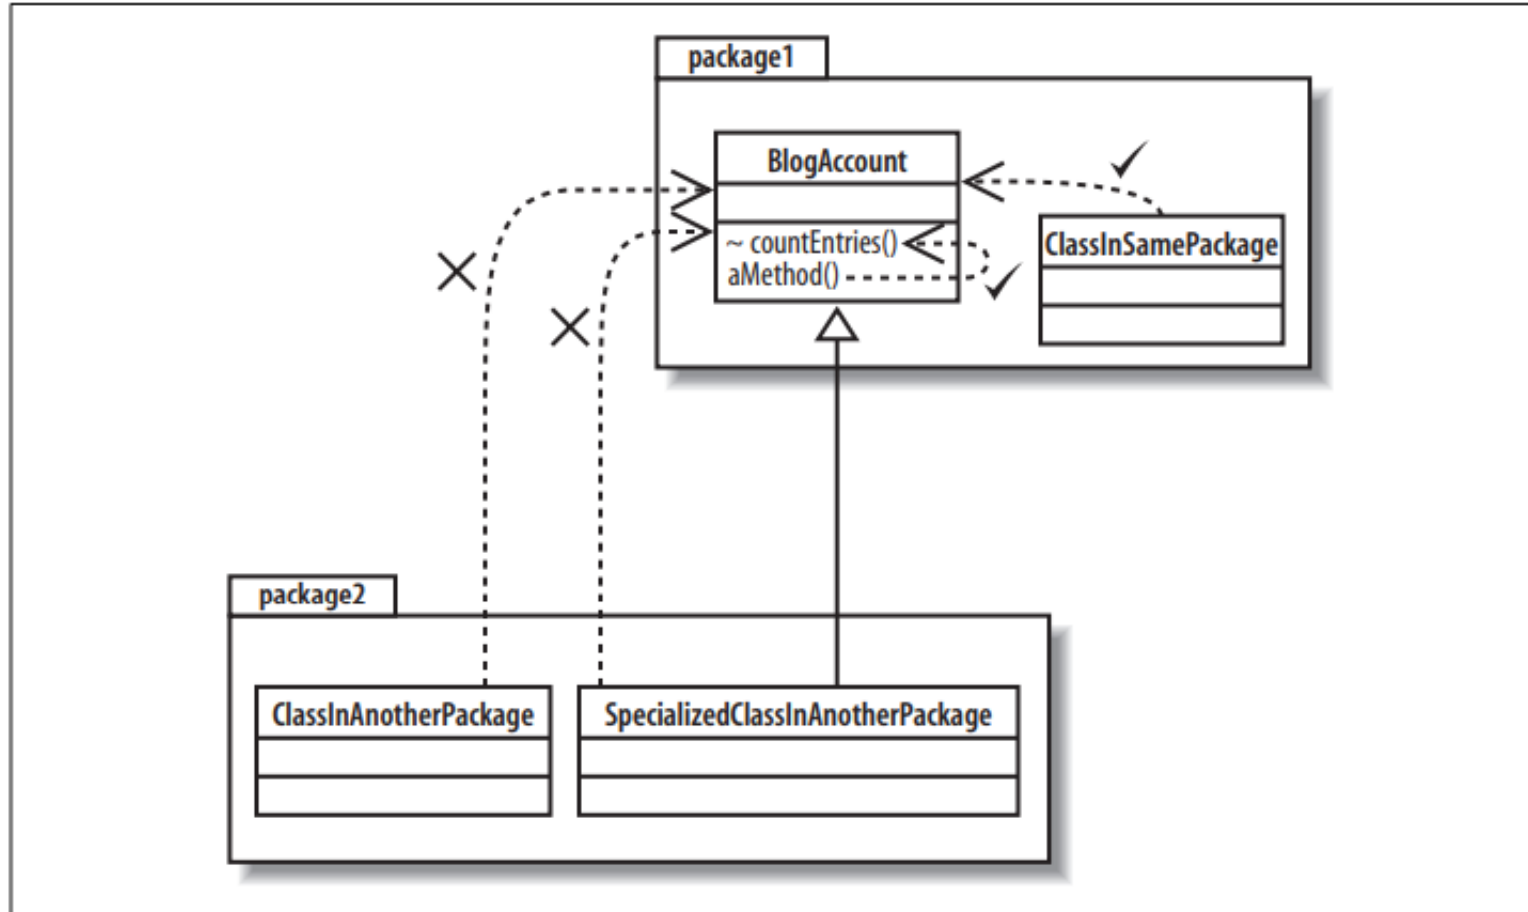 package1
BlogAccount
~ countEntries()
aMethod()
ClassInSamePackage
package2
ClassInAnotherPackage
SpecializedClassInAnotherPackage